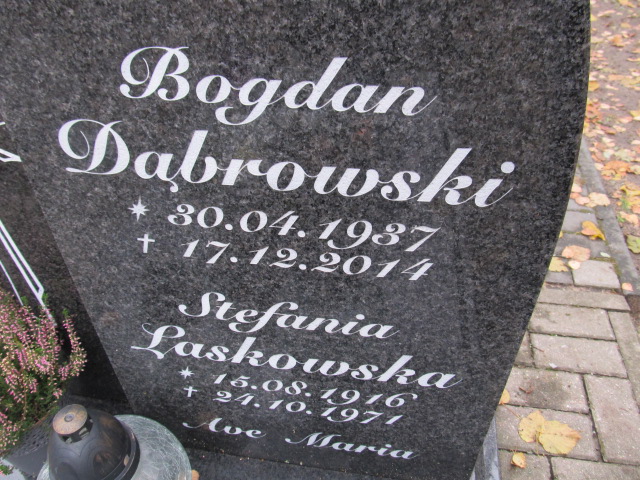 Bogdan
Dąbrowski
* 30.04.1937
† 17.12.2014
Stefania
Laskowska
* 15.08.1916
† 24.10.1971
Ave Maria